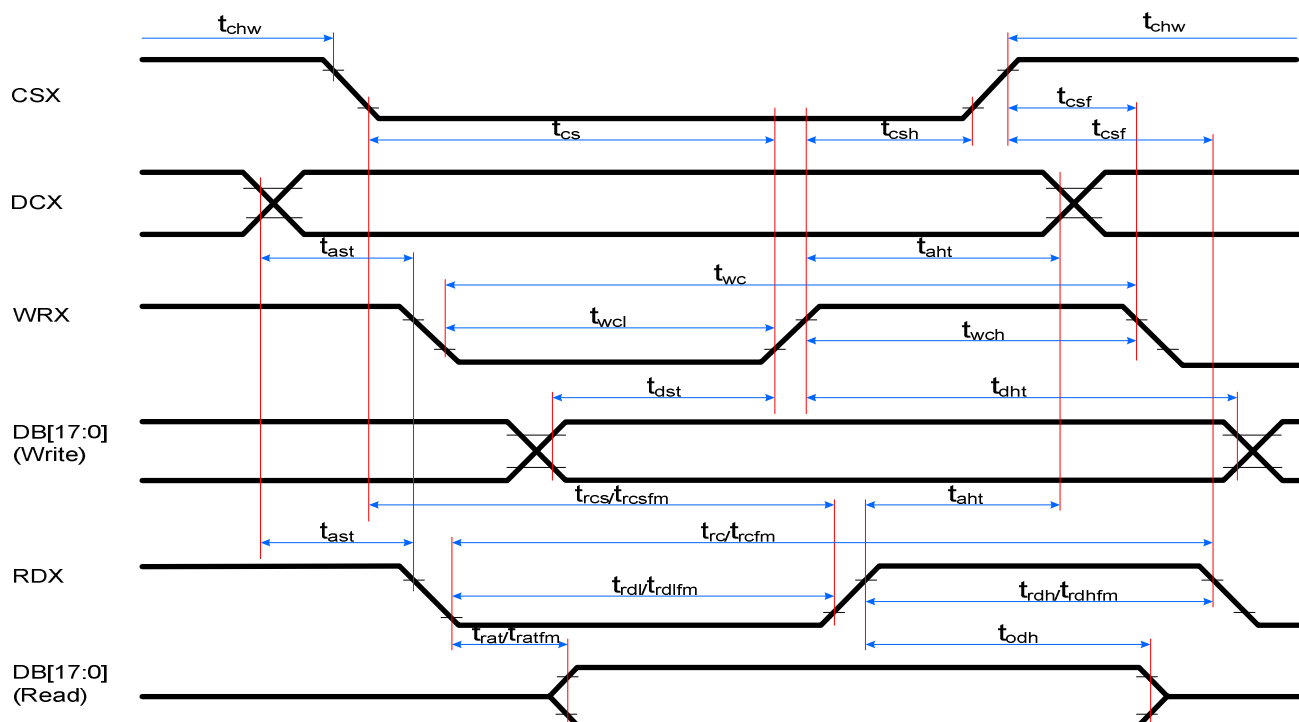 tchw
tchw
CSX
tcsf
tcs
tcsh
tcsf
DCX
tast
taht
twc
WRX
twcl
twch
tdst
tdht
DB[17:0]
(Write)
trcs/trcsfm
taht
tast
trc/trcfm
RDX
trdl/trdlfm
trdh/trdhfm
trat/tratfm
todh
DB[17:0]
(Read)